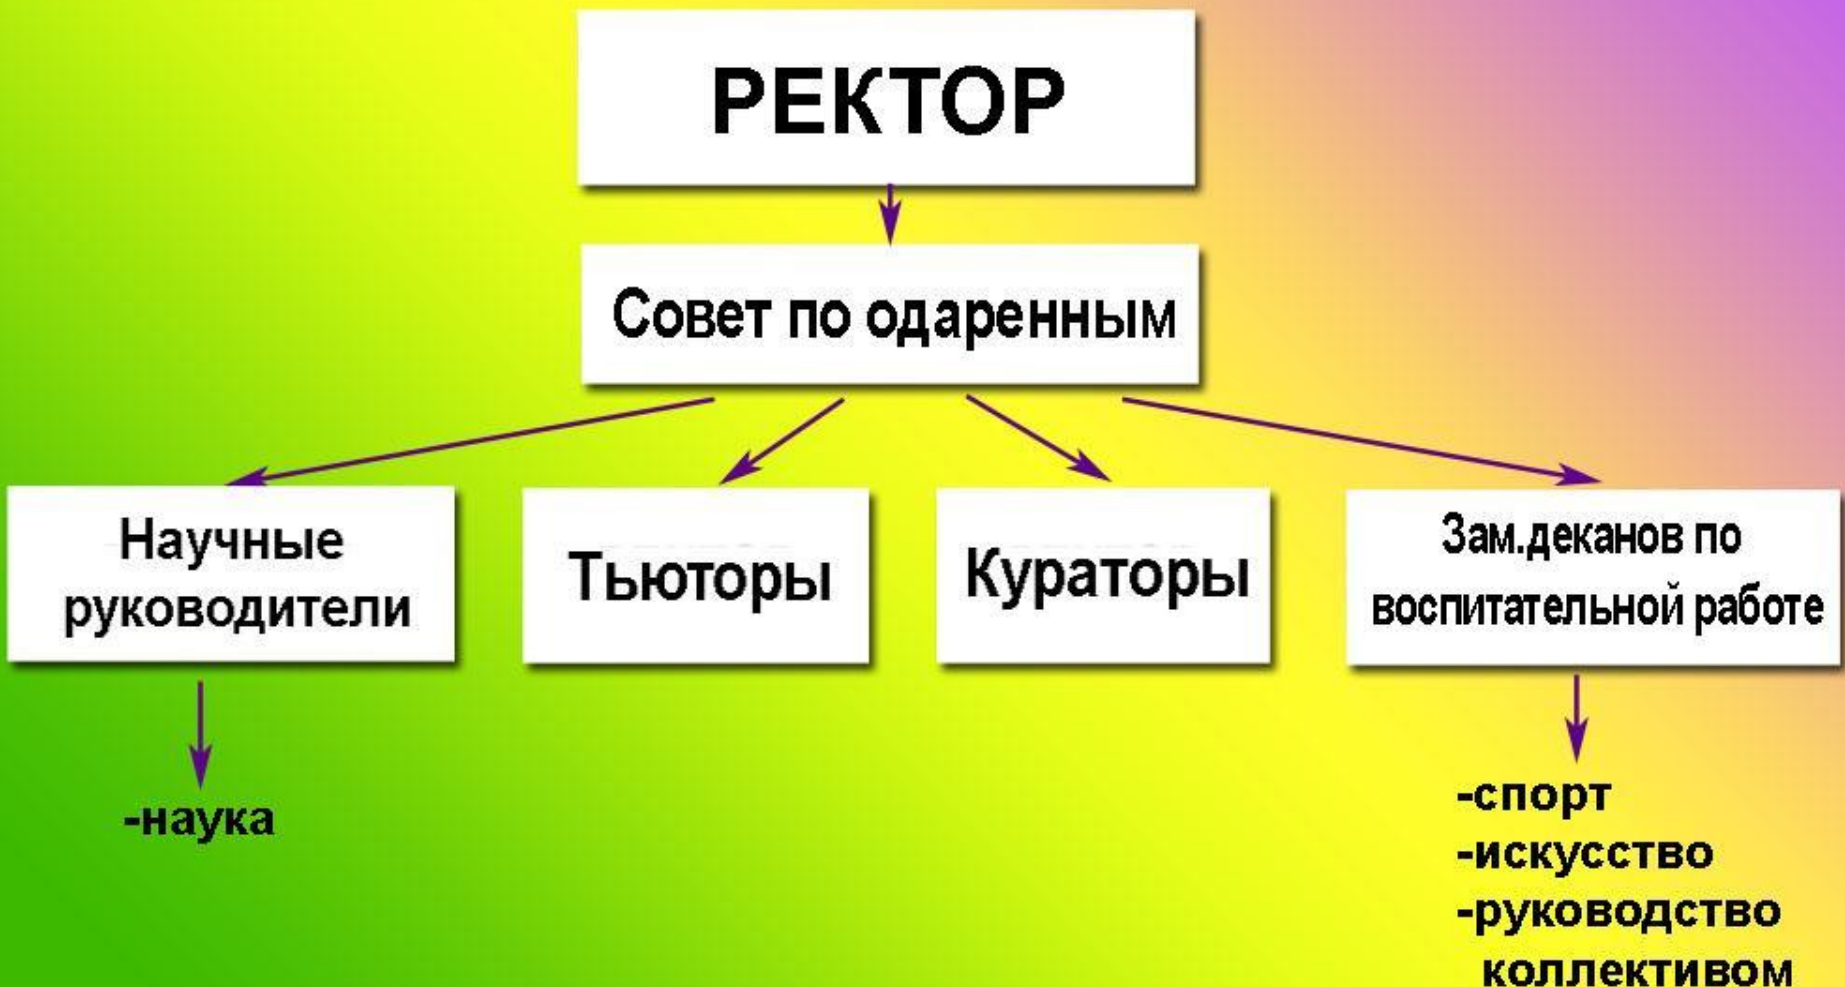 РЕКТОР
Совет по одаренным
Научные
руководители
Тьюторы
Кураторы
Зам.деканов по
воспитательной работе
-наука
-спорт
-искусство
-руководство
коллективом